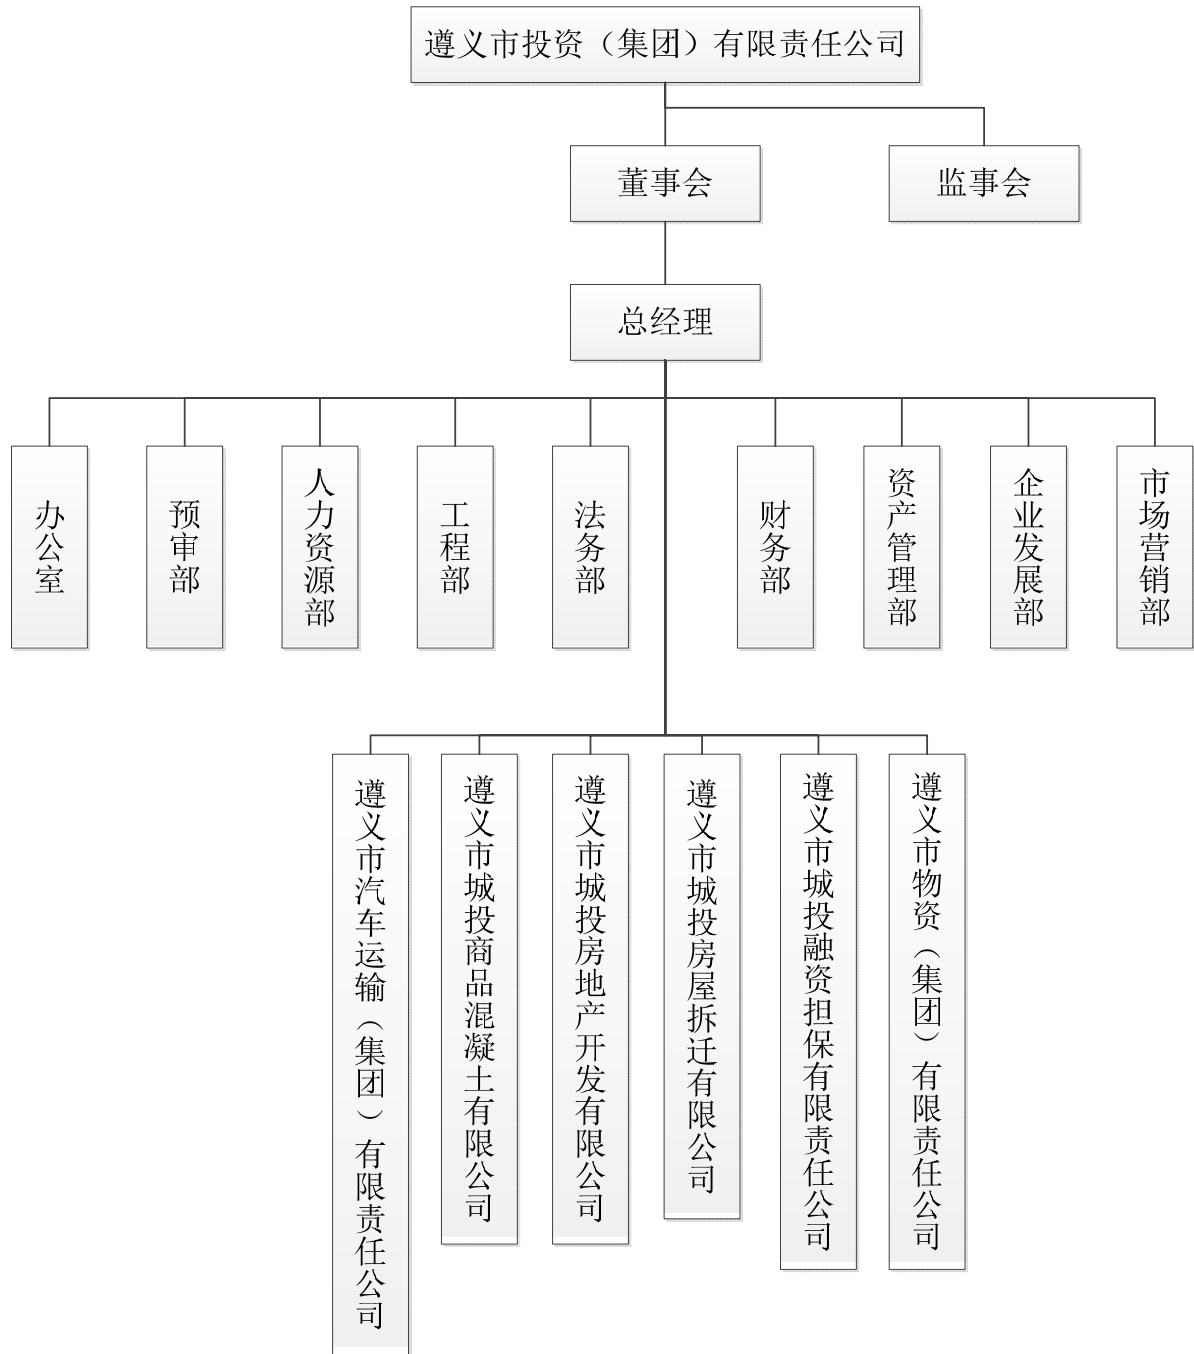 遵义市投资（集团）有限责任公司
董事会
监事会
总经理
办公室
预审部
人力资源部
工程部
法务部
财务部
资产管理部
企业发展部
市场营销部
遵义市汽车运输（集团）有限责任公司
遵义市城投商品混凝土有限公司
遵义市城投房地产开发有限公司
遵义市城投房屋拆迁有限公司
遵义市城投融资担保有限责任公司
遵义市物资（集团）有限责任公司